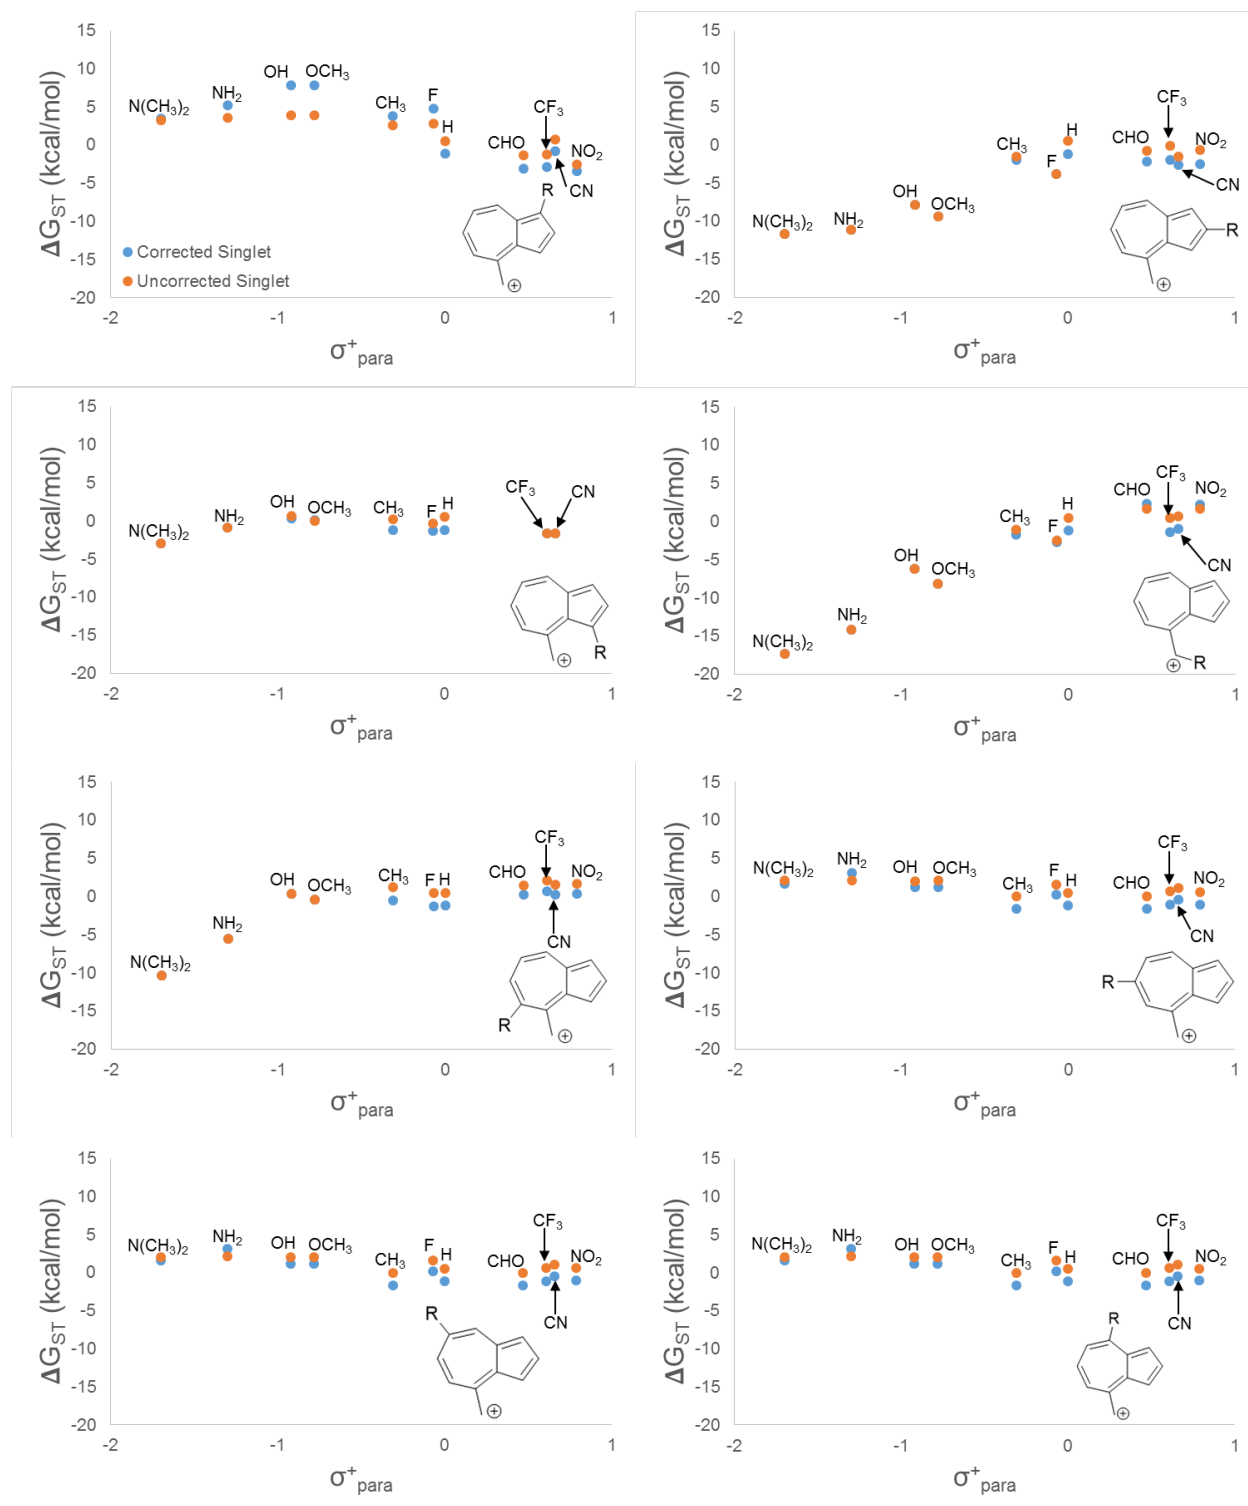 15
10
5
0
-5
-10
-15
-20
ΔG_ST (kcal/mol)
N(CH3)2
NH2
OH
OCH3
CH3
F
H
CHO
CF3
NO2
CN
R
⊕
Corrected Singlet
Uncorrected Singlet
-2
-1
0
1
σ+para
15
10
5
0
-5
-10
-15
-20
ΔG_ST (kcal/mol)
N(CH3)2
NH2
OH
OCH3
CH3
F
H
CHO
CF3
NO2
CN
R
⊕
-2
-1
0
1
σ+para
15
10
5
0
-5
-10
-15
-20
ΔG_ST (kcal/mol)
N(CH3)2
NH2
OH
OCH3
CH3
F
H
CF3
CN
R
⊕
-2
-1
0
1
σ+para
15
10
5
0
-5
-10
-15
-20
ΔG_ST (kcal/mol)
N(CH3)2
NH2
OH
OCH3
CH3
F
H
CHO
CF3
NO2
CN
R
⊕
-2
-1
0
1
σ+para
15
10
5
0
-5
-10
-15
-20
ΔG_ST (kcal/mol)
N(CH3)2
NH2
OH
OCH3
CH3
F
H
CHO
CF3
NO2
CN
R
⊕
-2
-1
0
1
σ+para
15
10
5
0
-5
-10
-15
-20
ΔG_ST (kcal/mol)
N(CH3)2
NH2
OH
OCH3
CH3
F
H
CHO
CF3
NO2
CN
R
⊕
-2
-1
0
1
σ+para
15
10
5
0
-5
-10
-15
-20
ΔG_ST (kcal/mol)
N(CH3)2
NH2
OH
OCH3
CH3
F
H
CHO
CF3
NO2
CN
R
⊕
-2
-1
0
1
σ+para
15
10
5
0
-5
-10
-15
-20
ΔG_ST (kcal/mol)
N(CH3)2
NH2
OH
OCH3
CH3
F
H
CHO
CF3
NO2
CN
R
⊕
-2
-1
0
1
σ+para